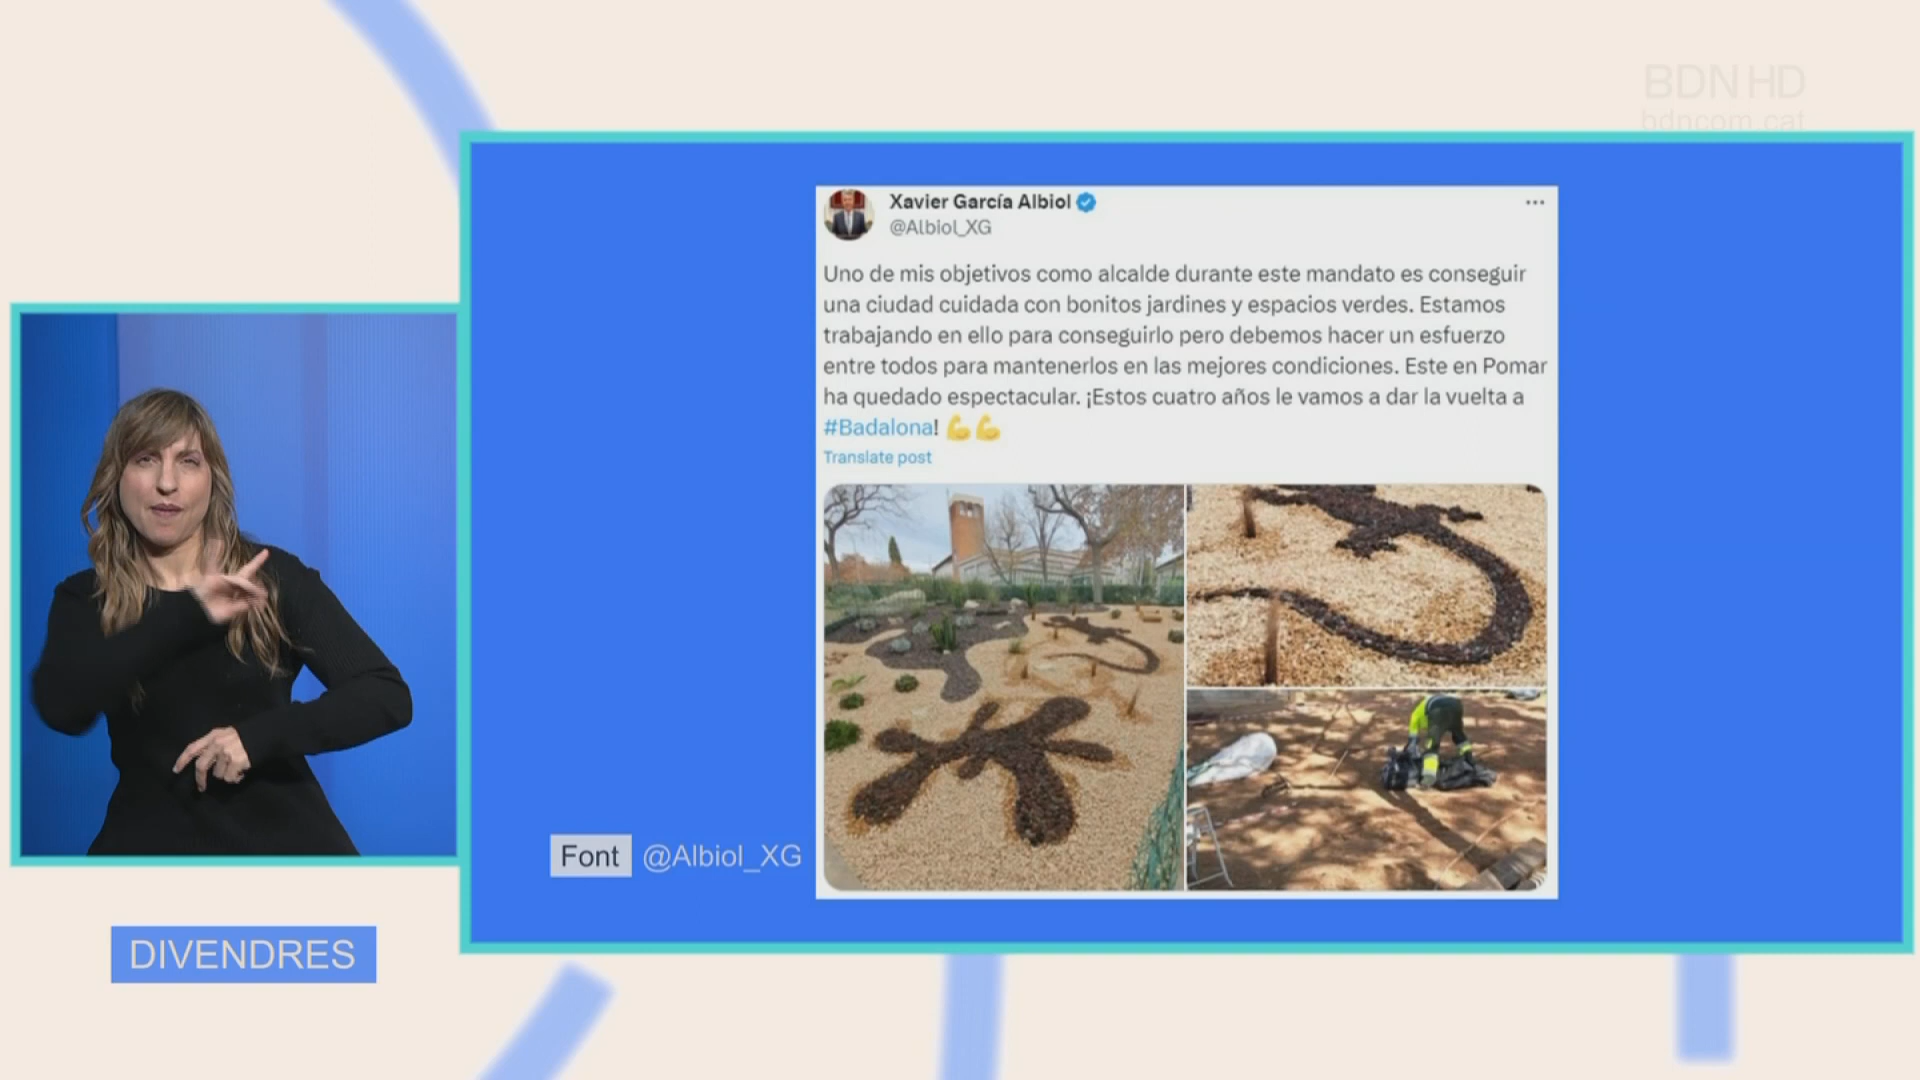 BDN HD
bdncom.cat
Xavier García Albiol
@Albiol_XG
Uno de mis objetivos como alcalde durante este mandato es conseguir
una ciudad cuidada con bonitos jardines y espacios verdes. Estamos
trabajando en ello para conseguirlo pero debemos hacer un esfuerzo
entre todos para mantenerlos en las mejores condiciones. Este en Pomar
ha quedado espectacular. ¡Estos cuatro años le vamos a dar la vuelta a
#Badalona! 💪💪
Translate post
Font @Albiol_XG
DIVENDRES